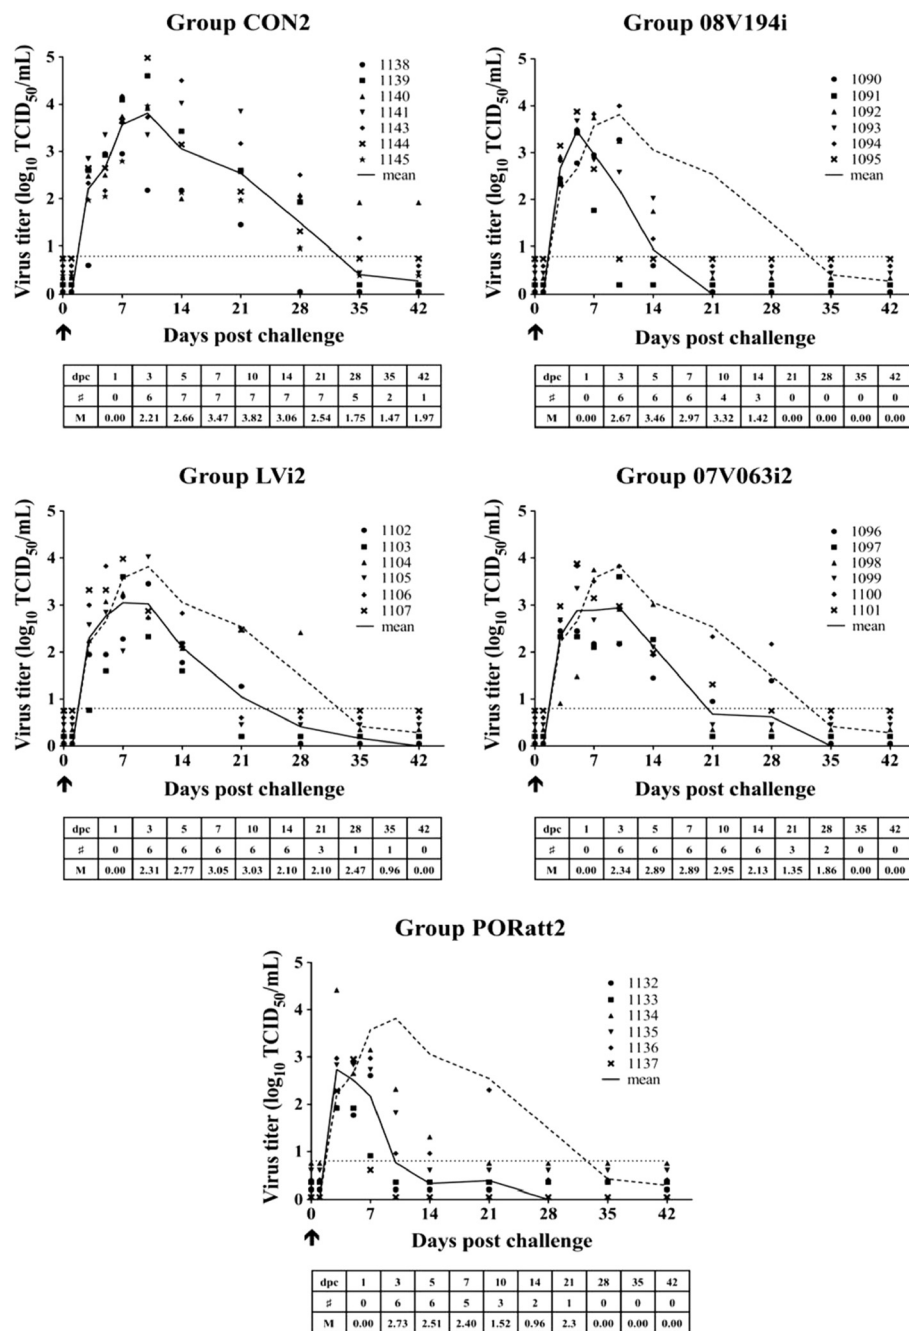 Group CON2
Virus titer (log10 TCID50/mL)
5
4
3
2
1
0
1138
1139
1140
1141
1143
1144
1145
mean
0 7 14 21 28 35 42
Days post challenge
dpc 1 3 5 7 10 14 21 28 35 42
♯ 0 6 7 7 7 7 7 5 2 1
M 0.00 2.21 2.66 3.47 3.82 3.06 2.54 1.75 1.47 1.97
Group 08V194i
Virus titer (log10 TCID50/mL)
5
4
3
2
1
0
1090
1091
1092
1093
1094
1095
mean
0 7 14 21 28 35 42
Days post challenge
dpc 1 3 5 7 10 14 21 28 35 42
♯ 0 6 6 6 4 3 0 0 0 0
M 0.00 2.67 3.46 2.97 3.32 1.42 0.00 0.00 0.00 0.00
Group LVi2
Virus titer (log10 TCID50/mL)
5
4
3
2
1
0
1102
1103
1104
1105
1106
1107
mean
0 7 14 21 28 35 42
Days post challenge
dpc 1 3 5 7 10 14 21 28 35 42
♯ 0 6 6 6 6 6 3 1 1 0
M 0.00 2.31 2.77 3.05 3.03 2.10 2.10 2.47 0.96 0.00
Group 07V063i2
Virus titer (log10 TCID50/mL)
5
4
3
2
1
0
1096
1097
1098
1099
1100
1101
mean
0 7 14 21 28 35 42
Days post challenge
dpc 1 3 5 7 10 14 21 28 35 42
♯ 0 6 6 6 6 6 3 2 0 0
M 0.00 2.34 2.89 2.89 2.95 2.13 1.35 1.86 0.00 0.00
Group PORatt2
Virus titer (log10 TCID50/mL)
5
4
3
2
1
0
1132
1133
1134
1135
1136
1137
mean
0 7 14 21 28 35 42
Days post challenge
dpc 1 3 5 7 10 14 21 28 35 42
♯ 0 6 6 5 3 2 1 0 0 0
M 0.00 2.73 2.51 2.40 1.52 0.96 2.3 0.00 0.00 0.00